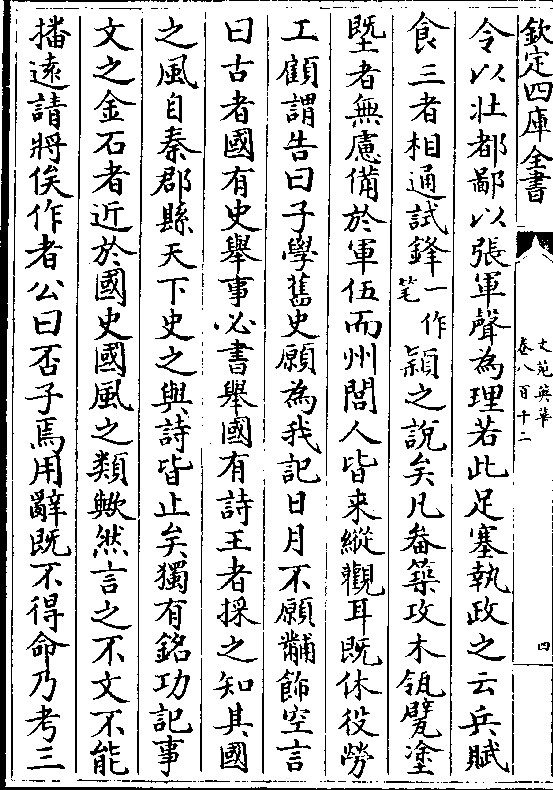 欽定四庫全書
文苑英華
卷八百十二
四
令以壯都鄙以張軍聲為理若此足塞執政之云兵賦
食三者相通試鋒一作筆穎之說矣凡畚築攻木瓴甓塗
塈者無慮備於軍伍而州閭人皆来縱觀耳既休役勞
工顧謂告曰子學舊史願為我記日月不願黼飾空言
曰古者國有史舉事必書舉國有詩王者採之知其國
之風自秦郡縣天下史之與詩皆止矣獨有銘功記事
文之金石者近於國史國風之類歟然言之不文不能
播遠請將俟作者公曰否子焉用辭既不得命乃考三